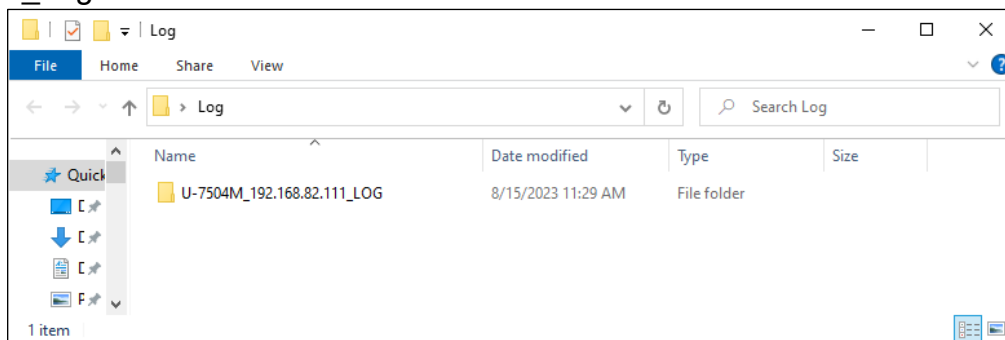 Log
File Home Share View
Log
Search Log
Name Date modified Type Size
Quick
U-7504M_192.168.82.111_LOG 8/15/2023 11:29 AM File folder
1 item